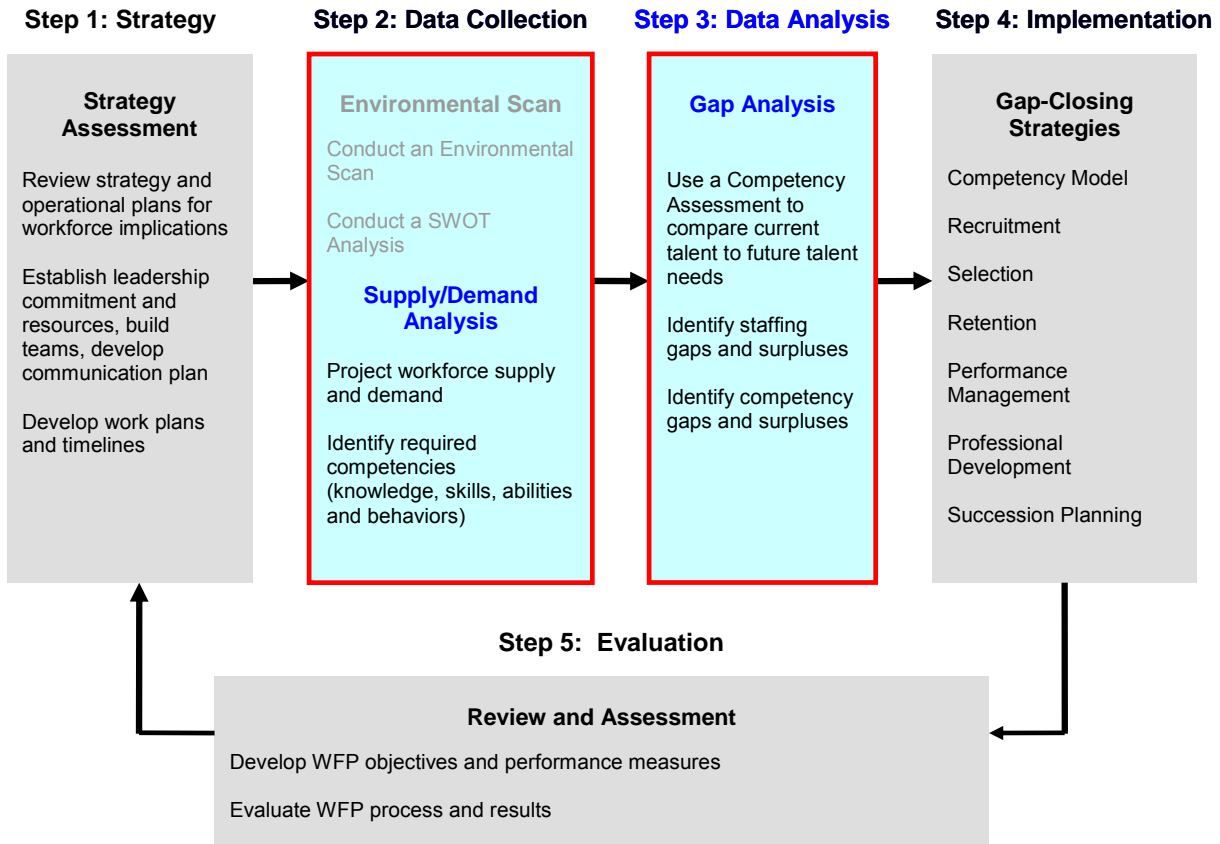 Step 1: Strategy
Step 2: Data Collection
Step 3: Data Analysis
Step 4: Implementation
Strategy
Assessment
Review strategy and
operational plans for
workforce implications
Establish leadership
commitment and
resources, build
teams, develop
communication plan
Develop work plans
and timelines
Environmental Scan
Conduct an Environmental
Scan
Conduct a SWOT
Analysis
Supply/Demand
Analysis
Project workforce supply
and demand
Identify required
competencies
(knowledge, skills, abilities
and behaviors)
Gap Analysis
Use a Competency
Assessment to
compare current
talent to future talent
needs
Identify staffing
gaps and surpluses
Identify competency
gaps and surpluses
Gap-Closing
Strategies
Competency Model
Recruitment
Selection
Retention
Performance
Management
Professional
Development
Succession Planning
Step 5: Evaluation
Review and Assessment
Develop WFP objectives and performance measures
Evaluate WFP process and results